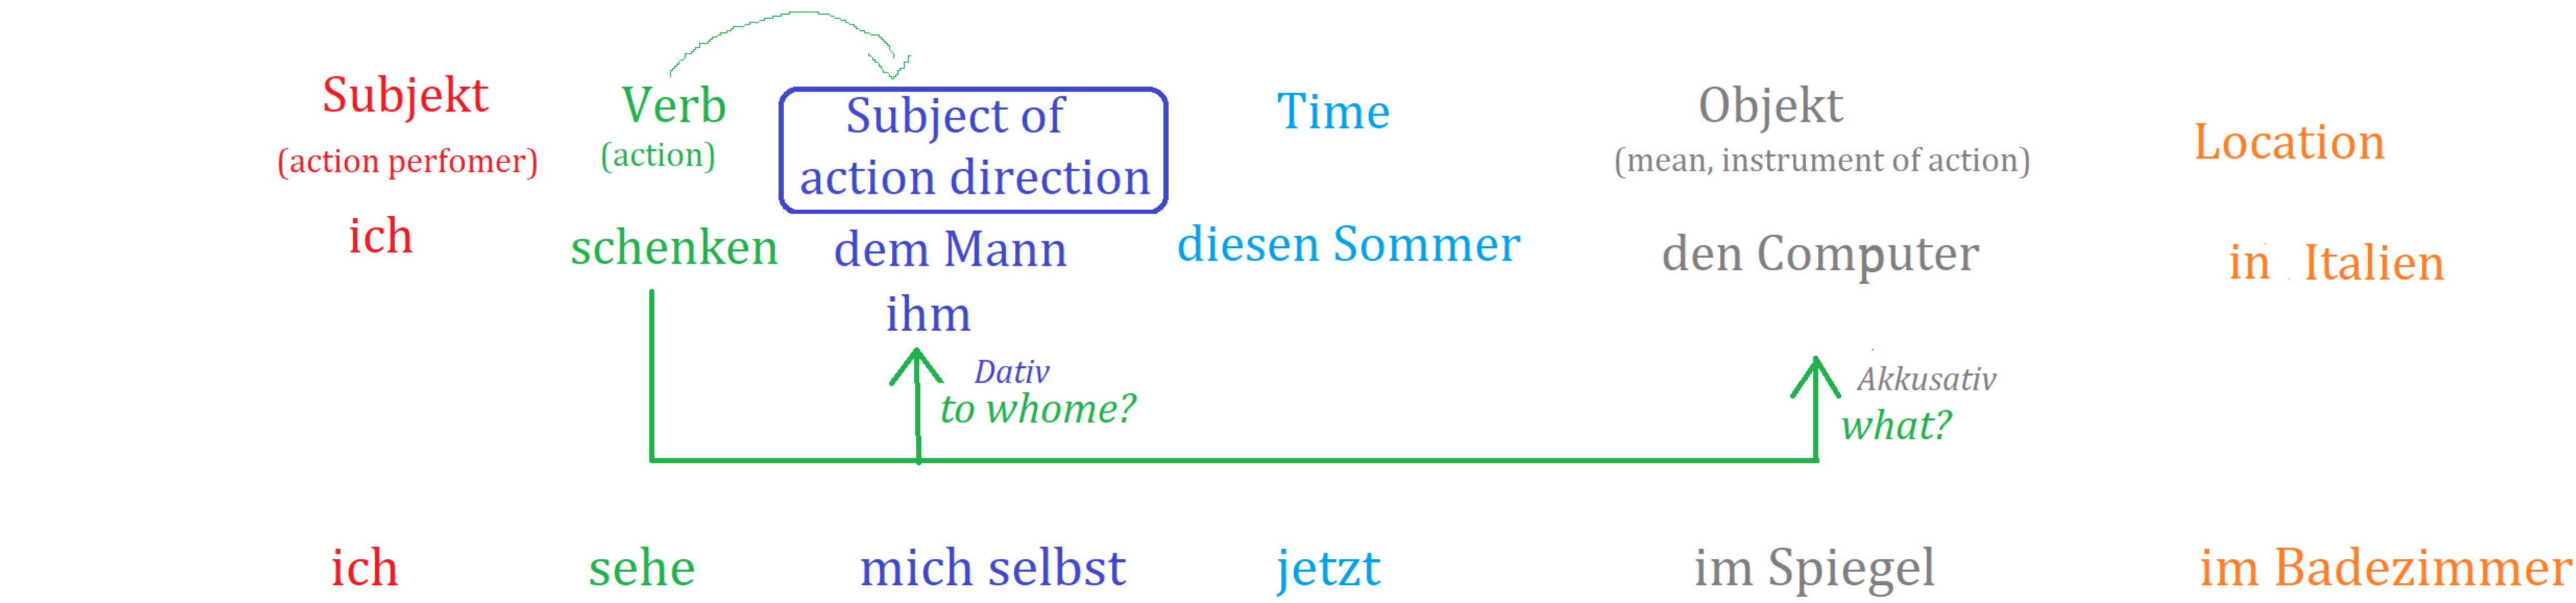 Subjekt Verb Subject of Time Objekt Location
(action perfomer) (action) action direction (mean, instrument of action)
ich schenken dem Mann diesen Sommer den Computer in Italien
ihm
Dativ Akkusativ
to whome? what?
ich sehe mich selbst jetzt im Spiegel im Badezimmer